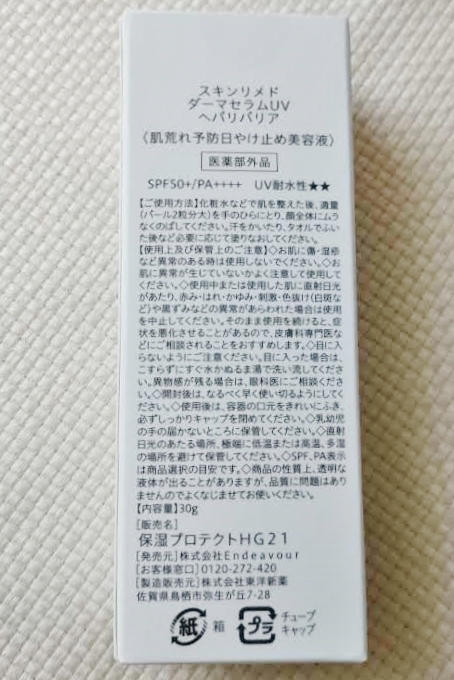 スキンリメド
ダーマセラムUV
ヘパリバリア
〈肌荒れ予防日やけ止め美容液〉
医薬部外品
SPF50+/PA++++ UV耐水性★★
【ご使用方法】化粧水などで肌を整えた後、適量
(パール2粒分大)を手のひらにとり、顔全体にムラ
なくのばしてください。汗をかいたり、タオルでふい
た後など必要に応じて塗りなおしてください。
【使用上及び保管上のご注意】◇お肌に傷・湿疹
など異常のある時は使用しないでください。◇お
肌に異常が生じていないかよく注意して使用し
てください。◇使用中または使用した肌に直射日光
があたり、赤み・はれ・かゆみ・刺激・色抜け(白斑な
ど)や黒ずみなどの異常があらわれた場合は使用
を中止してください。そのまま使用を続けると、症
状を悪化させることがあるので、皮膚科専門医な
どにご相談されることをおすすめします。◇目に入
らないようにご注意ください。目に入った場合は、
こすらずにすぐ水かぬるま湯で洗い流してください。
異物感が残る場合は、眼科医にご相談ください。
◇開封後は、なるべく早く使い切るようにしてく
ださい。◇使用後は、容器の口元をきれいにふき、
必ずしっかりキャップを閉めてください。◇乳幼児
の手の届かないところに保管してください。◇直射
日光のあたる場所、極端に低温または高温、多湿
の場所を避けて保管してください。◇SPF、PA表示
は商品選択の目安です。◇商品の性質上、透明な
液体が出ることがありますが、品質に問題はあり
ませんのでよくなじませてお使いください。
【内容量】30g
[販売名]
保湿プロテクトHG21
[発売元]株式会社Endeavour
[お客様窓口]0120-272-420
[製造販売元]株式会社東洋新薬
佐賀県鳥栖市弥生が丘7-28
紙 箱 プラ チューブ
キャップ